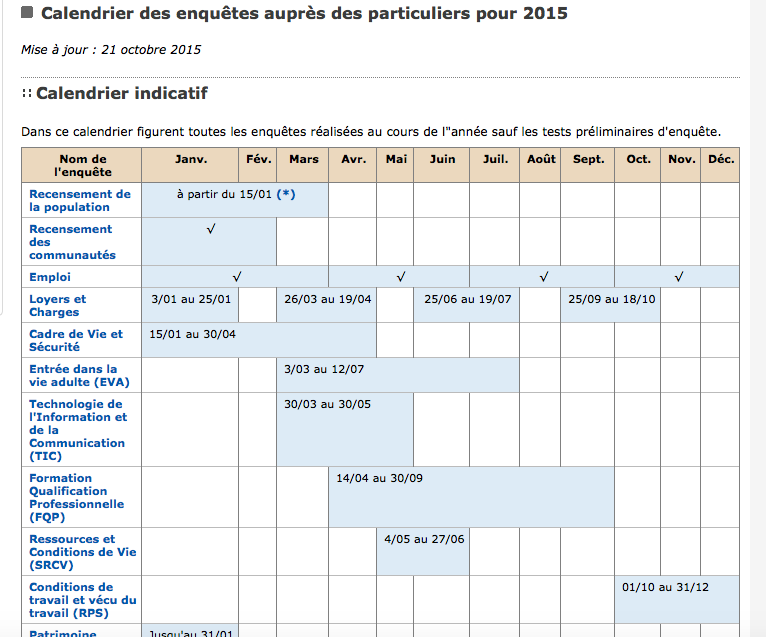 Calendrier des enquêtes auprès des particuliers pour 2015
Mise à jour : 21 octobre 2015
Calendrier indicatif
Dans ce calendrier figurent toutes les enquêtes réalisées au cours de l"année sauf les tests préliminaires d'enquête.
Nom de l'enquête Janv. Fév. Mars Avr. Mai Juin Juil. Août Sept. Oct. Nov. Déc.
Recensement de
la population
à partir du 15/01 (*)
Recensement
des
communautés
√
Emploi √ √ √ √
Loyers et
Charges
3/01 au 25/01 26/03 au 19/04 25/06 au 19/07 25/09 au 18/10
Cadre de Vie et
Sécurité
15/01 au 30/04
Entrée dans la
vie adulte (EVA)
3/03 au 12/07
Technologie de
l'Information et
de la
Communication
(TIC)
30/03 au 30/05
Formation
Qualification
Professionnelle
(FQP)
14/04 au 30/09
Ressources et
Conditions de Vie
(SRCV)
4/05 au 27/06
Conditions de
travail et vécu du
travail (RPS)
01/10 au 31/12
Patrimoine Jusqu'au 31/01